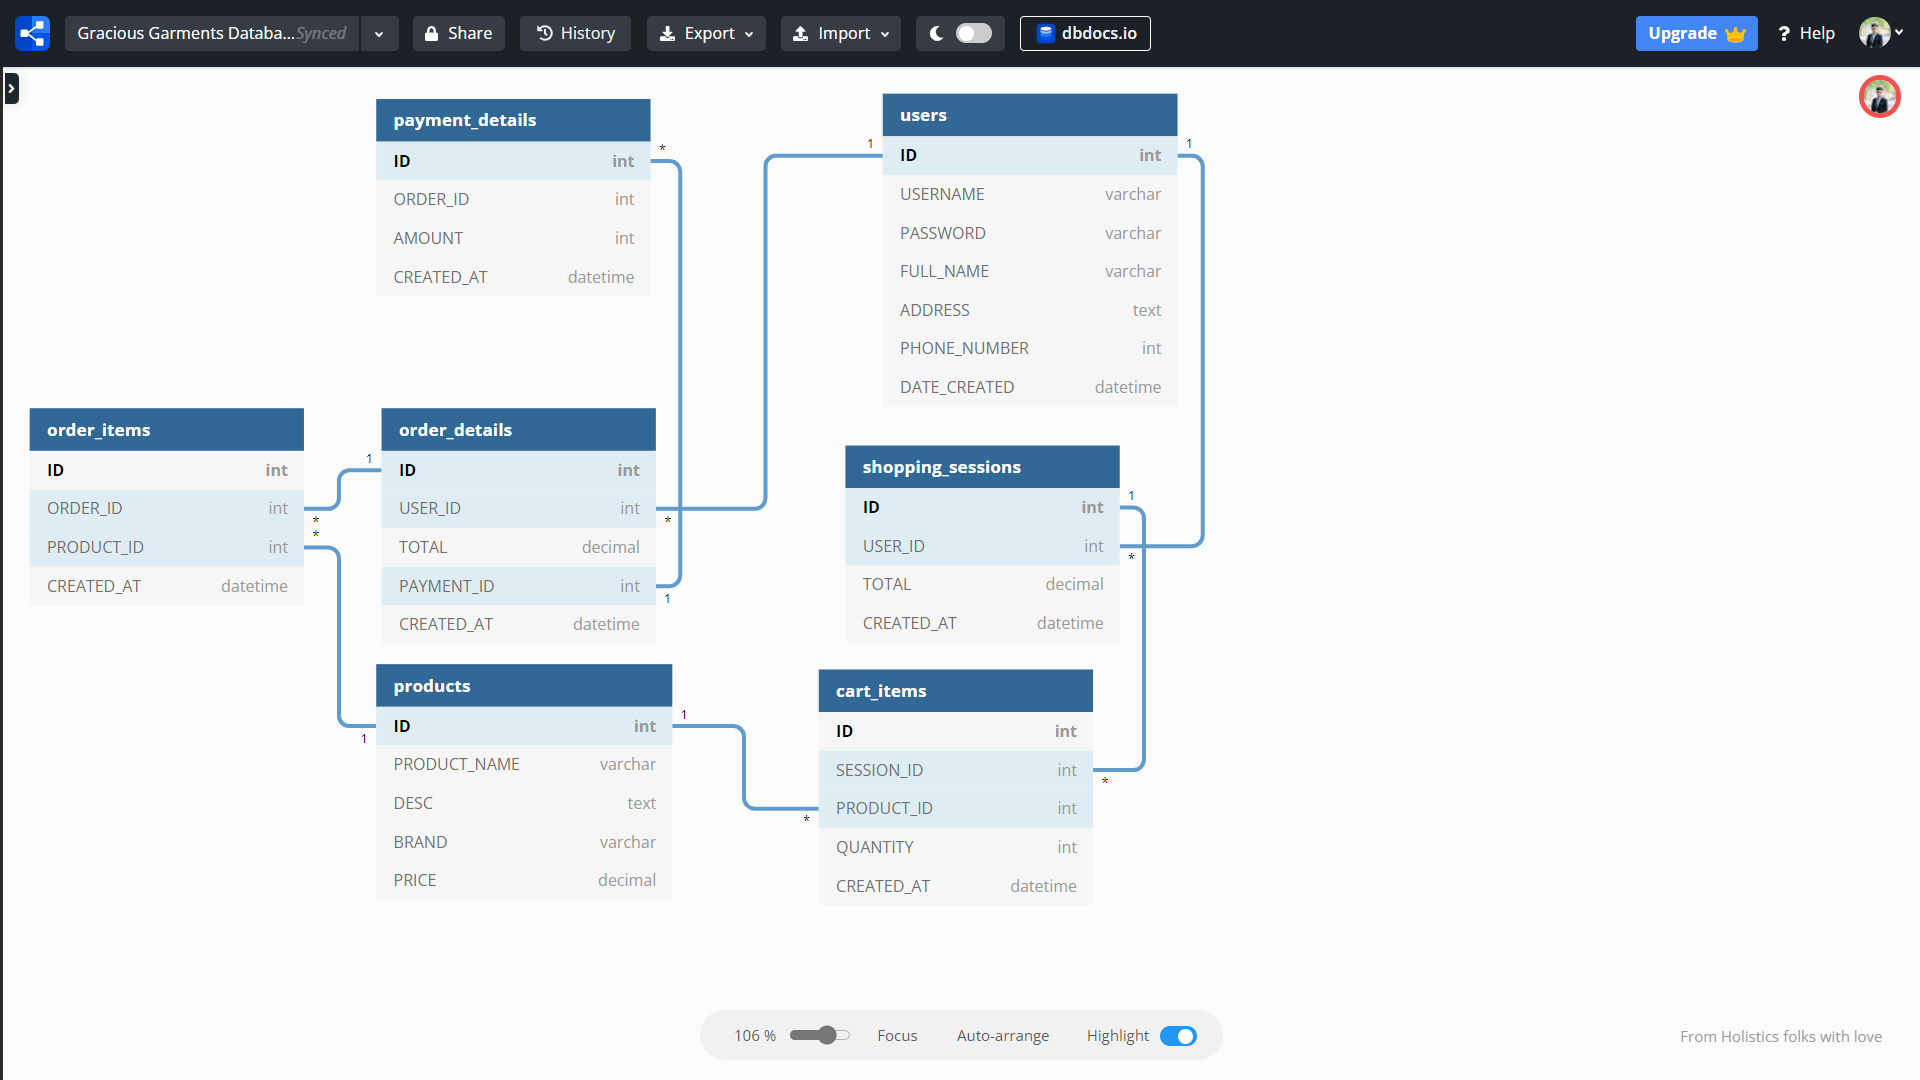 Gracious Garments Databa... Synced
Share
History
Export
Import
dbdocs.io
Upgrade
? Help
payment_details
ID int
ORDER_ID int
AMOUNT int
CREATED_AT datetime
*
users
ID int
USERNAME varchar
PASSWORD varchar
FULL_NAME varchar
ADDRESS text
PHONE_NUMBER int
DATE_CREATED datetime
1
1
order_items
ID int
ORDER_ID int
PRODUCT_ID int
CREATED_AT datetime
*
*
1
order_details
ID int
USER_ID int
TOTAL decimal
PAYMENT_ID int
CREATED_AT datetime
*
1
shopping_sessions
ID int
USER_ID int
TOTAL decimal
CREATED_AT datetime
1
*
products
ID int
PRODUCT_NAME varchar
DESC text
BRAND varchar
PRICE decimal
1
1
cart_items
ID int
SESSION_ID int
PRODUCT_ID int
QUANTITY int
CREATED_AT datetime
*
*
106 %
Focus
Auto-arrange
Highlight
From Holistics folks with love